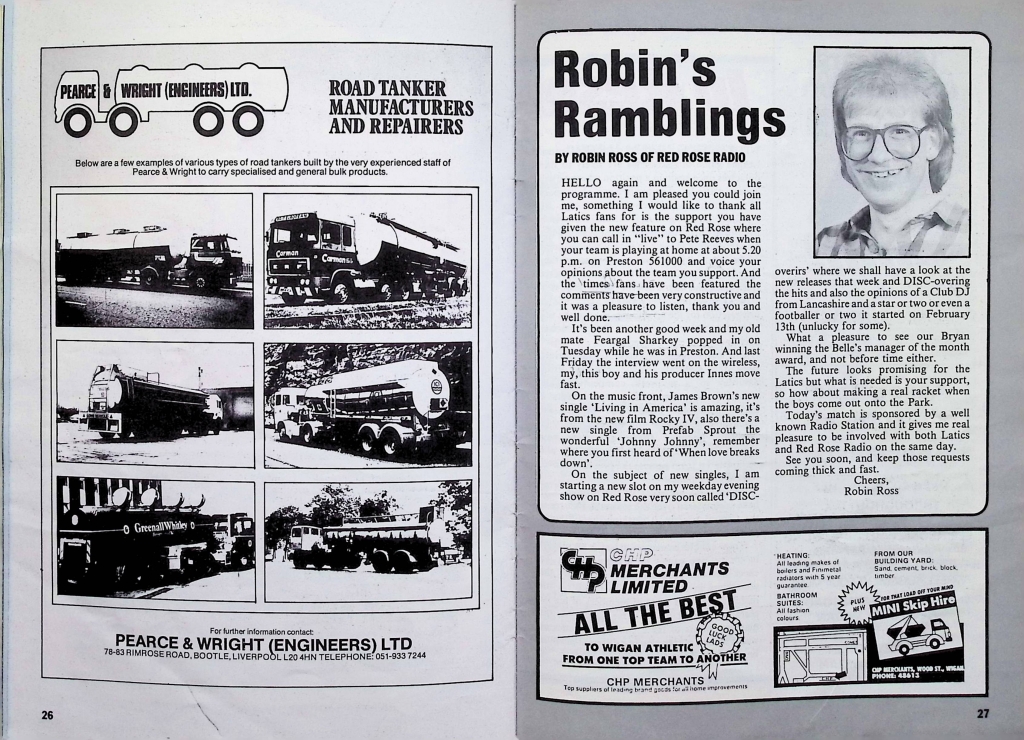 PEARCE & WRIGHT (ENGINEERS) LTD.
ROAD TANKER
MANUFACTURERS
AND REPAIRERS
Below are a few examples of various types of road tankers built by the very experienced staff of
Pearce & Wright to carry specialised and general bulk products.
Carman
Carman
Greenall Whitley
For further information contact:
PEARCE & WRIGHT (ENGINEERS) LTD
78-83 RIMROSE ROAD, BOOTLE, LIVERPOOL L20 4HN TELEPHONE: 051-933 7244
26
Robin's
Ramblings
BY ROBIN ROSS OF RED ROSE RADIO
HELLO again and welcome to the
programme. I am pleased you could join
me, something I would like to thank all
Latics fans for is the support you have
given the new feature on Red Rose where
you can call in "live" to Pete Reeves when
your team is playing at home at about 5.20
p.m. on Preston 561000 and voice your
opinions about the team you support. And
the times fans have been featured the
comments have been very constructive and
it was a pleasure to listen, thank you and
well done.
It's been another good week and my old
mate Feargal Sharkey popped in on
Tuesday while he was in Preston. And last
Friday the interview went on the wireless,
my, this boy and his producer Innes move
fast.
On the music front, James Brown's new
single 'Living in America' is amazing, it's
from the new film Rocky IV, also there's a
new single from Prefab Sprout the
wonderful 'Johnny Johnny', remember
where you first heard of 'When love breaks
down'.
On the subject of new singles, I am
starting a new slot on my weekday evening
show on Red Rose very soon called 'DISC-
overirs' where we shall have a look at the
new releases that week and DISC-overing
the hits and also the opinions of a Club DJ
from Lancashire and a star or two or even a
footballer or two it started on February
13th (unlucky for some).
What a pleasure to see our Bryan
winning the Belle's manager of the month
award, and not before time either.
The future looks promising for the
Latics but what is needed is your support,
so how about making a real racket when
the boys come out onto the Park.
Today's match is sponsored by a well
known Radio Station and it gives me real
pleasure to be involved with both Latics
and Red Rose Radio on the same day.
See you soon, and keep those requests
coming thick and fast.
Cheers,
Robin Ross
CHP
CHP
MERCHANTS
LIMITED
ALL THE BEST
GOOD
LUCK
LADS
TO WIGAN ATHLETIC
FROM ONE TOP TEAM TO ANOTHER
CHP MERCHANTS
Top suppliers of leading brand goods for all home improvements
HEATING:
All leading makes of
boilers and Finimetal
radiators with 5 year
guarantee.
BATHROOM
SUITES:
All fashion
colours.
FROM OUR
BUILDING YARD:
Sand, cement, brick, block,
timber.
PLUS
NEW
FOR THAT LOAD OFF YOUR MIND
MINI Skip Hire
CHP MERCHANTS, WOOD ST., WIGAN.
PHONE: 48613
27